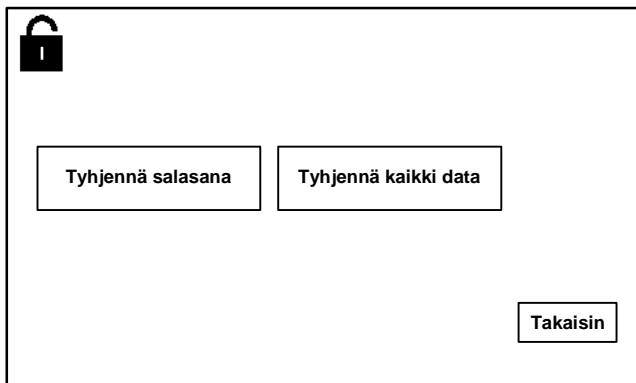 I
Tyhjennä salasana
Tyhjennä kaikki data
Takaisin